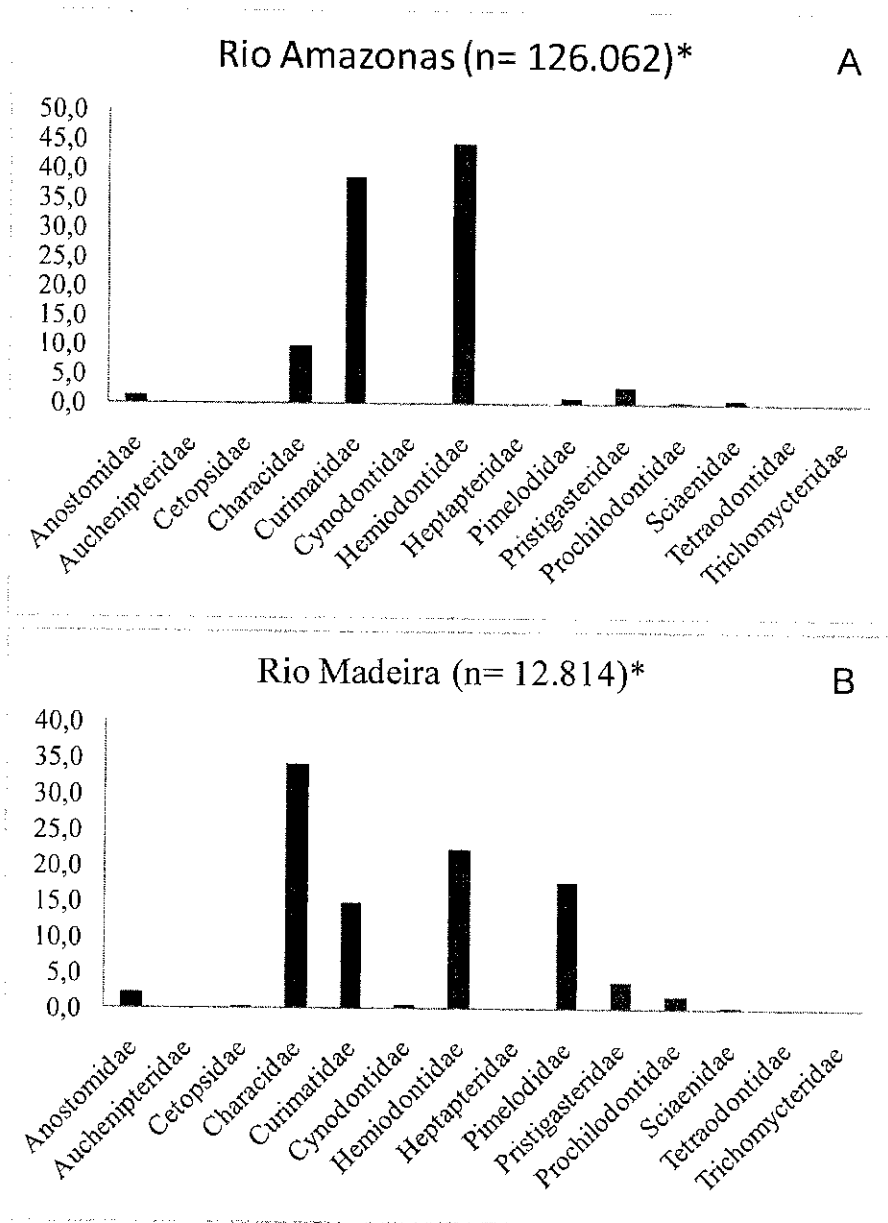 Rio Amazonas (n= 126.062)*
A
50,0
45,0
40,0
35,0
30,0
25,0
20,0
15,0
10,0
5,0
0,0
Anostomidae
Auchenipteridae
Cetopsidae
Characidae
Curimatidae
Cynodontidae
Hemiodontidae
Heptapteridae
Pimelodidae
Pristigasteridae
Prochilodontidae
Sciaenidae
Tetraodontidae
Trichomycteridae
Rio Madeira (n= 12.814)*
B
40,0
35,0
30,0
25,0
20,0
15,0
10,0
5,0
0,0
Anostomidae
Auchenipteridae
Cetopsidae
Characidae
Curimatidae
Cynodontidae
Hemiodontidae
Heptapteridae
Pimelodidae
Pristigasteridae
Prochilodontidae
Sciaenidae
Tetraodontidae
Trichomycteridae